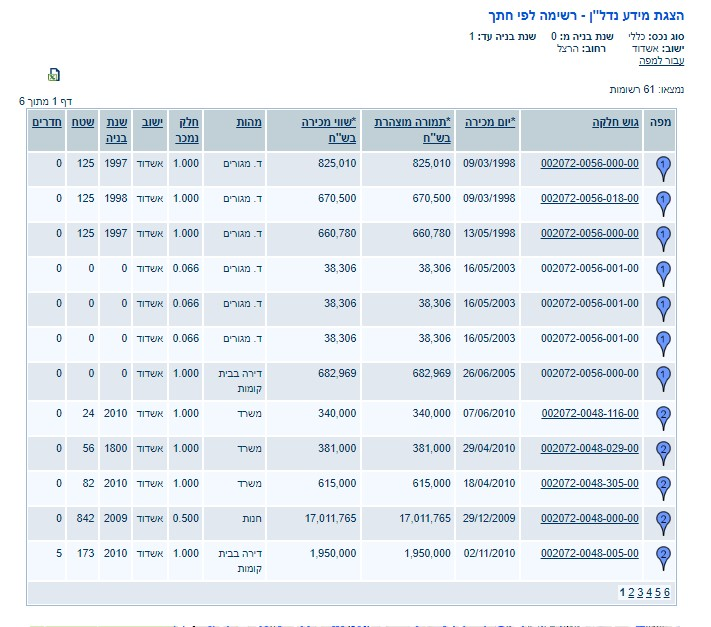 הצגת מידע נדל"ן - רשימה לפי חתך
סוג נכס: כללי שנת בניה מ: 0 שנת בניה עד: 1
ישוב: אשדוד רחוב: הרצל
עבור למפה
נמצאו: 61 רשומות
דף 1 מתוך 6
מפה גוש חלקה *יום מכירה *תמורה מוצהרת בש"ח *שווי מכירה בש"ח מהות חלק נמכר ישוב שנת בניה שטח חדרים
1 002072-0056-000-00 09/03/1998 825,010 825,010 ד. מגורים 1.000 אשדוד 1997 125 0
1 002072-0056-018-00 09/03/1998 670,500 670,500 ד. מגורים 1.000 אשדוד 1998 125 0
1 002072-0056-000-00 13/05/1998 660,780 660,780 ד. מגורים 1.000 אשדוד 1997 125 0
1 002072-0056-001-00 16/05/2003 38,306 38,306 ד. מגורים 0.066 אשדוד 0 0 0
1 002072-0056-001-00 16/05/2003 38,306 38,306 ד. מגורים 0.066 אשדוד 0 0 0
1 002072-0056-001-00 16/05/2003 38,306 38,306 ד. מגורים 0.066 אשדוד 0 0 0
1 002072-0056-000-00 26/06/2005 682,969 682,969 דירה בבית קומות 1.000 אשדוד 0 0 0
2 002072-0048-116-00 07/06/2010 340,000 340,000 משרד 1.000 אשדוד 2010 24 0
2 002072-0048-029-00 29/04/2010 381,000 381,000 משרד 1.000 אשדוד 1800 56 0
2 002072-0048-305-00 18/04/2010 615,000 615,000 משרד 1.000 אשדוד 2010 82 0
2 002072-0048-000-00 29/12/2009 17,011,765 17,011,765 חנות 0.500 אשדוד 2009 842 0
2 002072-0048-005-00 02/11/2010 1,950,000 1,950,000 דירה בבית קומות 1.000 אשדוד 2010 173 5
1 2 3 4 5 6